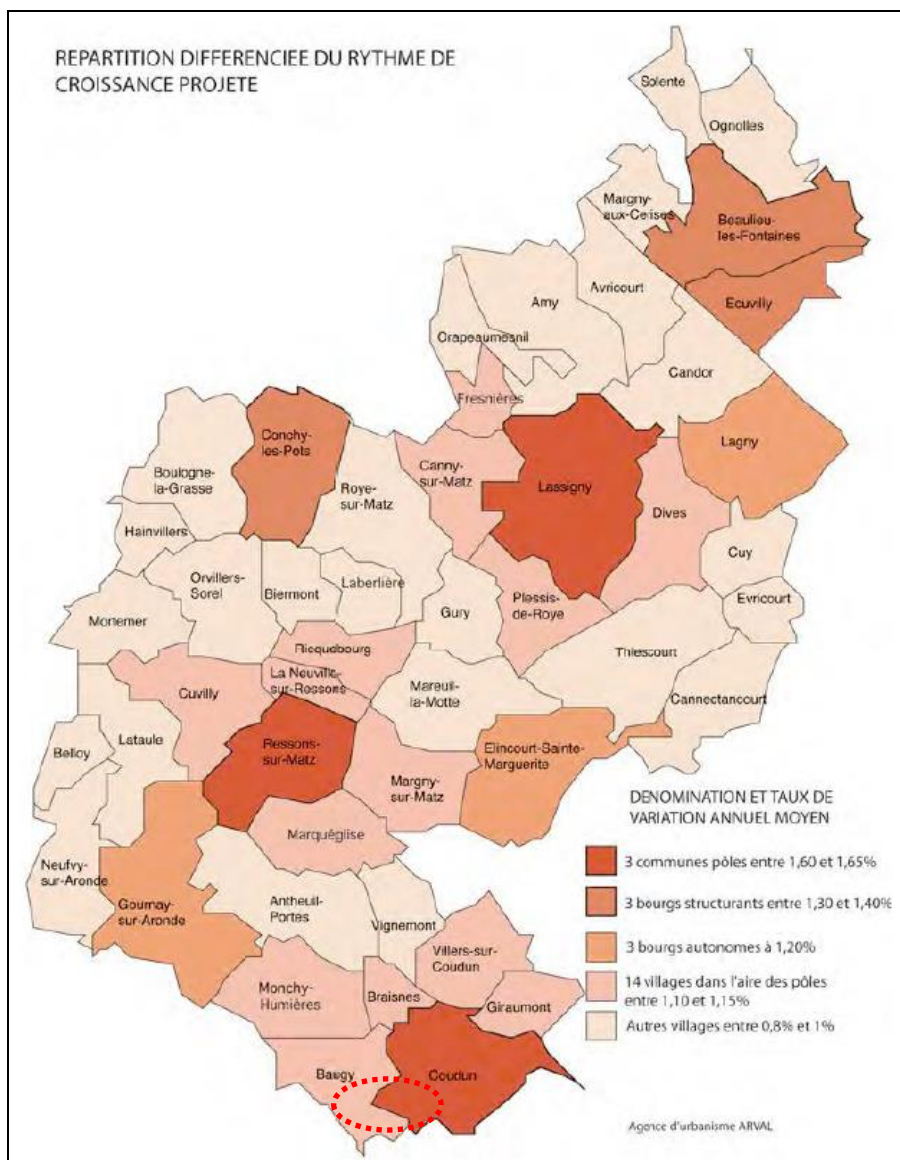 REPARTITION DIFFERENCIEE DU RYTHME DE
CROISSANCE PROJETE
Solente
Ognolles
Margny-
aux-Cerises
Beaulieu-
les-Fontaines
Avricourt
Ecuvilly
Amy
Crapeaumesnil
Candor
Fresnières
Lagny
Conchy-
les-Pots
Canny-
sur-Matz
Boulogne-
la-Grasse
Roye-
sur-Matz
Lassigny
Dives
Hainvillers
Cuy
Orvillers-
Sorel
Biermont
Laberlière
Plessis-
de-Roye
Evricourt
Mortemer
Gury
Ricquebourg
Thiescourt
La Neuville-
sur-Ressons
Cuvilly
Mareuil-
la-Motte
Cannectancourt
Belloy
Lataule
Ressons-
sur-Matz
Elincourt-Sainte-
Marguerite
Margny-
sur-Matz
Marquéglise
Neufvy-
sur-Aronde
Gournay-
sur-Aronde
Antheuil-
Portes
Vignemont
Villers-sur-
Coudun
Monchy-
Humières
Braisnes
Giraumont
Baugy
Coudun
DENOMINATION ET TAUX DE
VARIATION ANNUEL MOYEN
3 communes pôles entre 1,60 et 1,65%
3 bourgs structurants entre 1,30 et 1,40%
3 bourgs autonomes à 1,20%
14 villages dans l'aire des pôles
entre 1,10 et 1,15%
Autres villages entre 0,8% et 1%
Agence d'urbanisme ARVAL